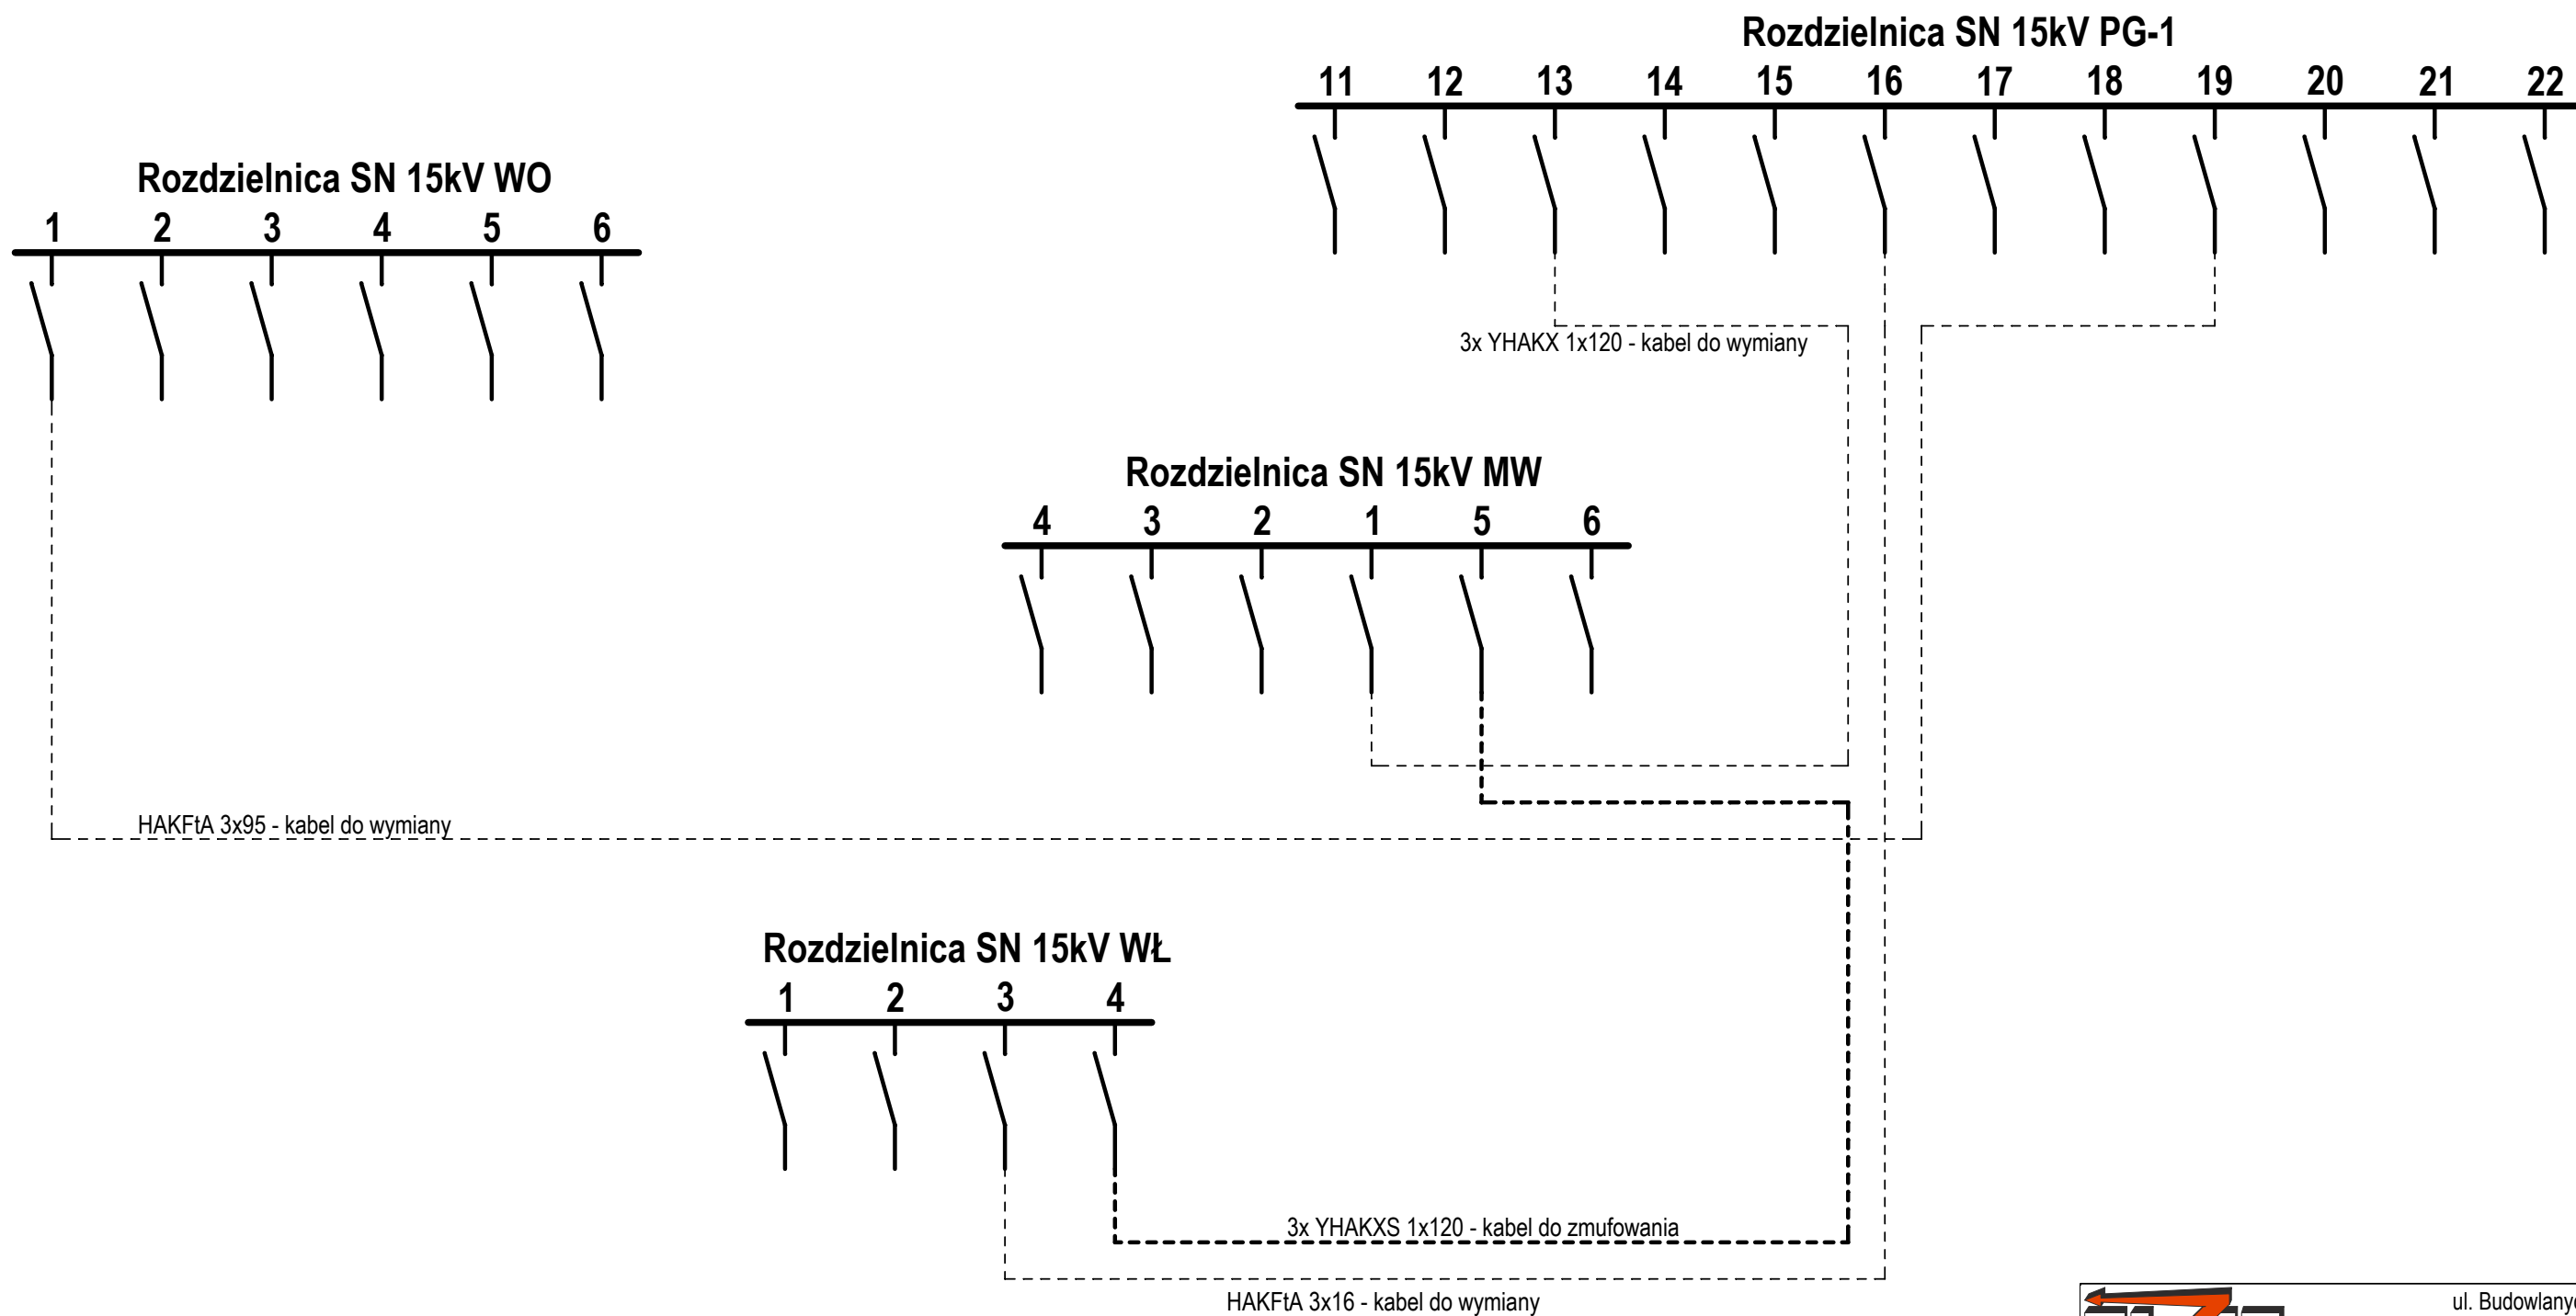 Rozdzielnica SN 15kV PG-1
11 12 13 14 15 16 17 18 19 20 21 22
Rozdzielnica SN 15kV WO
1 2 3 4 5 6
3x YHAKX 1x120 - kabel do wymiany
Rozdzielnica SN 15kV MW
4 3 2 1 5 6
HAKFtA 3x95 - kabel do wymiany
Rozdzielnica SN 15kV WŁ
1 2 3 4
3x YHAKXS 1x120 - kabel do zmufowania
HAKFtA 3x16 - kabel do wymiany
ul.